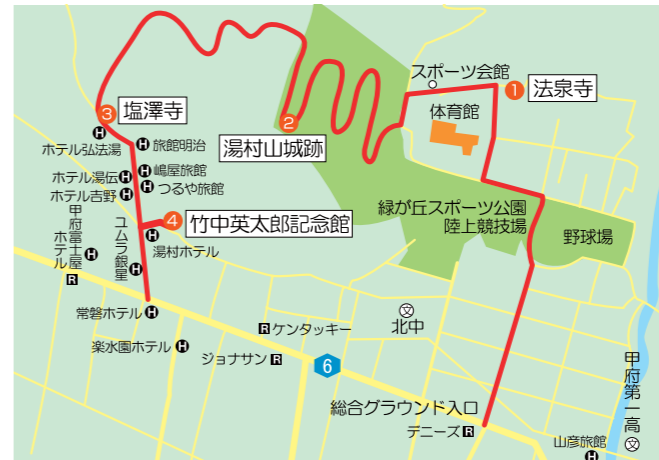 スポーツ会館
1 法泉寺
3 塩澤寺
体育館
2
湯村山城跡
H
ホテル弘法湯
H 旅館明治
H 嶋屋旅館
ホテル湯伝 H
H つるや旅館
ホテル吉野 H
4 竹中英太郎記念館
緑が丘スポーツ公園
陸上競技場
野球場
甲府富士屋
ホテル H
R
ユムラ銀星 H
H
湯村ホテル
常磐ホテル H
R ケンタッキー
文
北中
楽水園ホテル H
ジョナサン R
6
甲府第一高 文
総合グラウンド入口
デニーズ R
山彦旅館
H